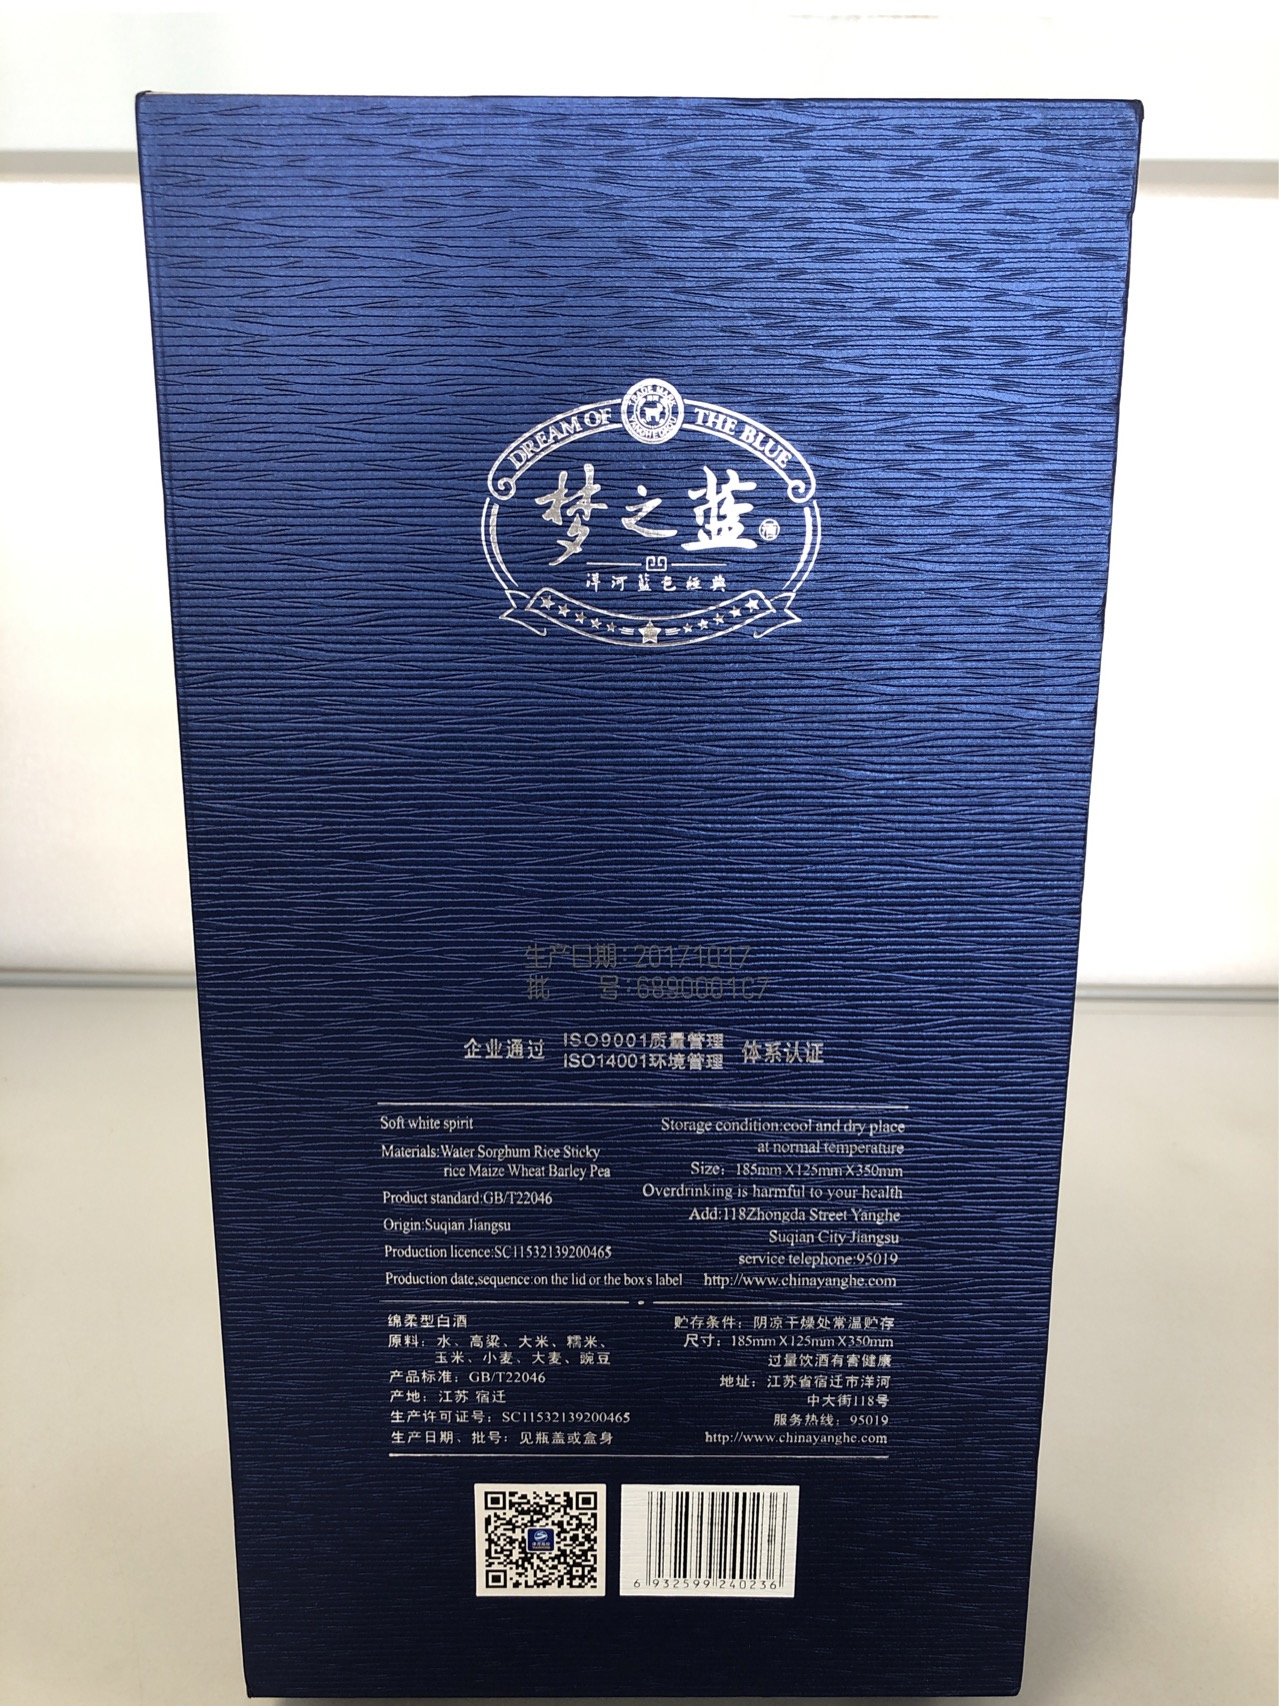 TRADE MARK
DREAM OF THE BLUE
梦之蓝
酒
洋河蓝色经典
生产日期:20171017
批 号:689000107
企业通过 ISO9001质量管理 体系认证
ISO14001环境管理
Soft white spirit
Materials:Water Sorghum Rice Sticky
rice Maize Wheat Barley Pea
Product standard:GB/T22046
Origin:Suqian Jiangsu
Production licence:SC11532139200465
Production date,sequence:on the lid or the box's label
Storage condition:cool and dry place
at normal temperature
Size: 185mm X125mm X350mm
Overdrinking is harmful to your health
Add:118Zhongda Street Yanghe
Suqian City Jiangsu
service telephone:95019
http://www.chinayanghe.com
绵柔型白酒
原料: 水、高粱、大米、糯米、
玉米、小麦、大麦、豌豆
产品标准: GB/T22046
产地: 江苏 宿迁
生产许可证号: SC11532139200465
生产日期、批号: 见瓶盖或盒身
贮存条件: 阴凉干燥处常温贮存
尺寸: 185mm X125mm X350mm
过量饮酒有害健康
地址: 江苏省宿迁市洋河
中大街118号
服务热线: 95019
http://www.chinayanghe.com
6 932599 240236